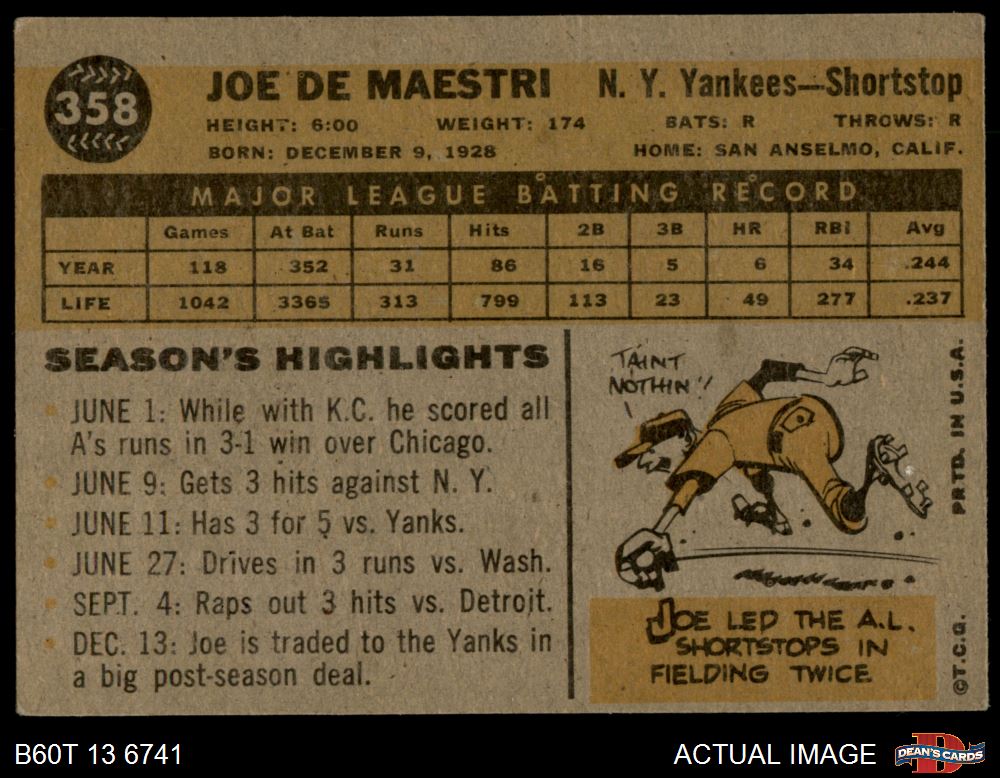 358
JOE DE MAESTRI N. Y. Yankees—Shortstop
HEIGHT: 6:00 WEIGHT: 174 BATS: R THROWS: R
BORN: DECEMBER 9, 1928 HOME: SAN ANSELMO, CALIF.
MAJOR LEAGUE BATTING RECORD
Games At Bat Runs Hits 2B 3B HR RBI Avg
YEAR 118 352 31 86 16 5 6 34 .244
LIFE 1042 3365 313 799 113 23 49 277 .237
SEASON'S HIGHLIGHTS
JUNE 1: While with K.C. he scored all
A's runs in 3-1 win over Chicago.
JUNE 9: Gets 3 hits against N. Y.
JUNE 11: Has 3 for 5 vs. Yanks.
JUNE 27: Drives in 3 runs vs. Wash.
SEPT. 4: Raps out 3 hits vs. Detroit.
DEC. 13: Joe is traded to the Yanks in
a big post-season deal.
TAINT
NOTHIN'!
JOE LED THE A.L.
SHORTSTOPS IN
FIELDING TWICE
PRTD. IN U.S.A.
©T.C.G.
B60T 13 6741
ACTUAL IMAGE
D
DEAN'S CARDS